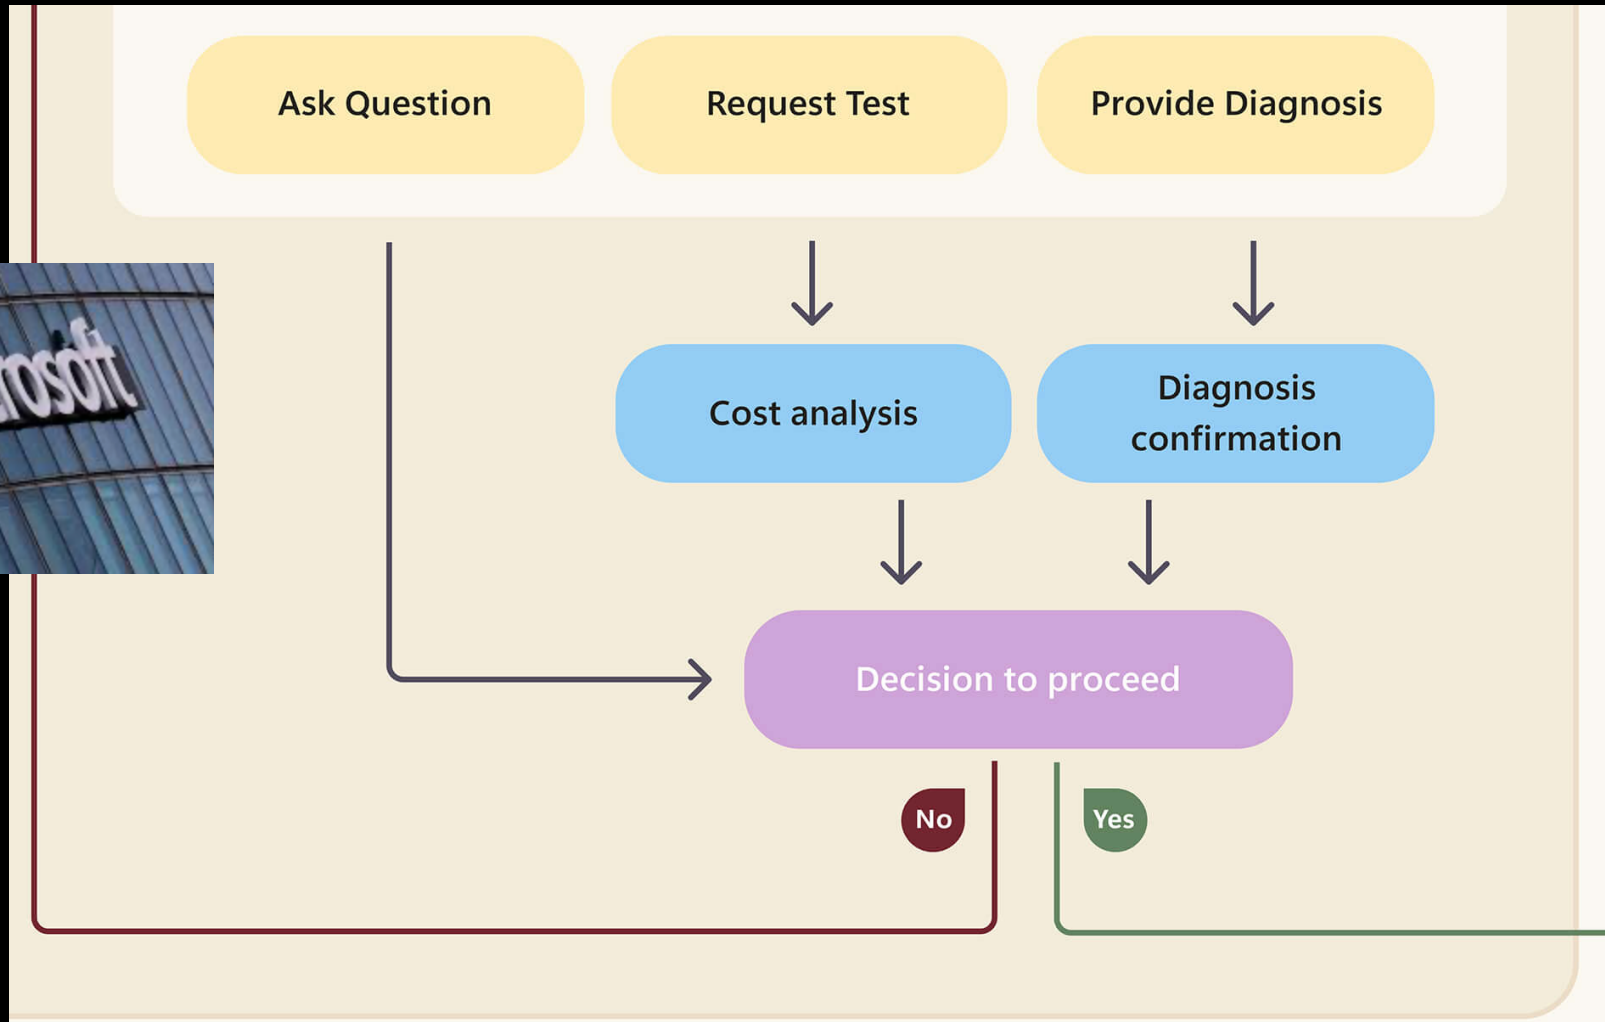 Ask Question
Request Test
Provide Diagnosis
rosoft
Cost analysis
Diagnosis
confirmation
Decision to proceed
No
Yes